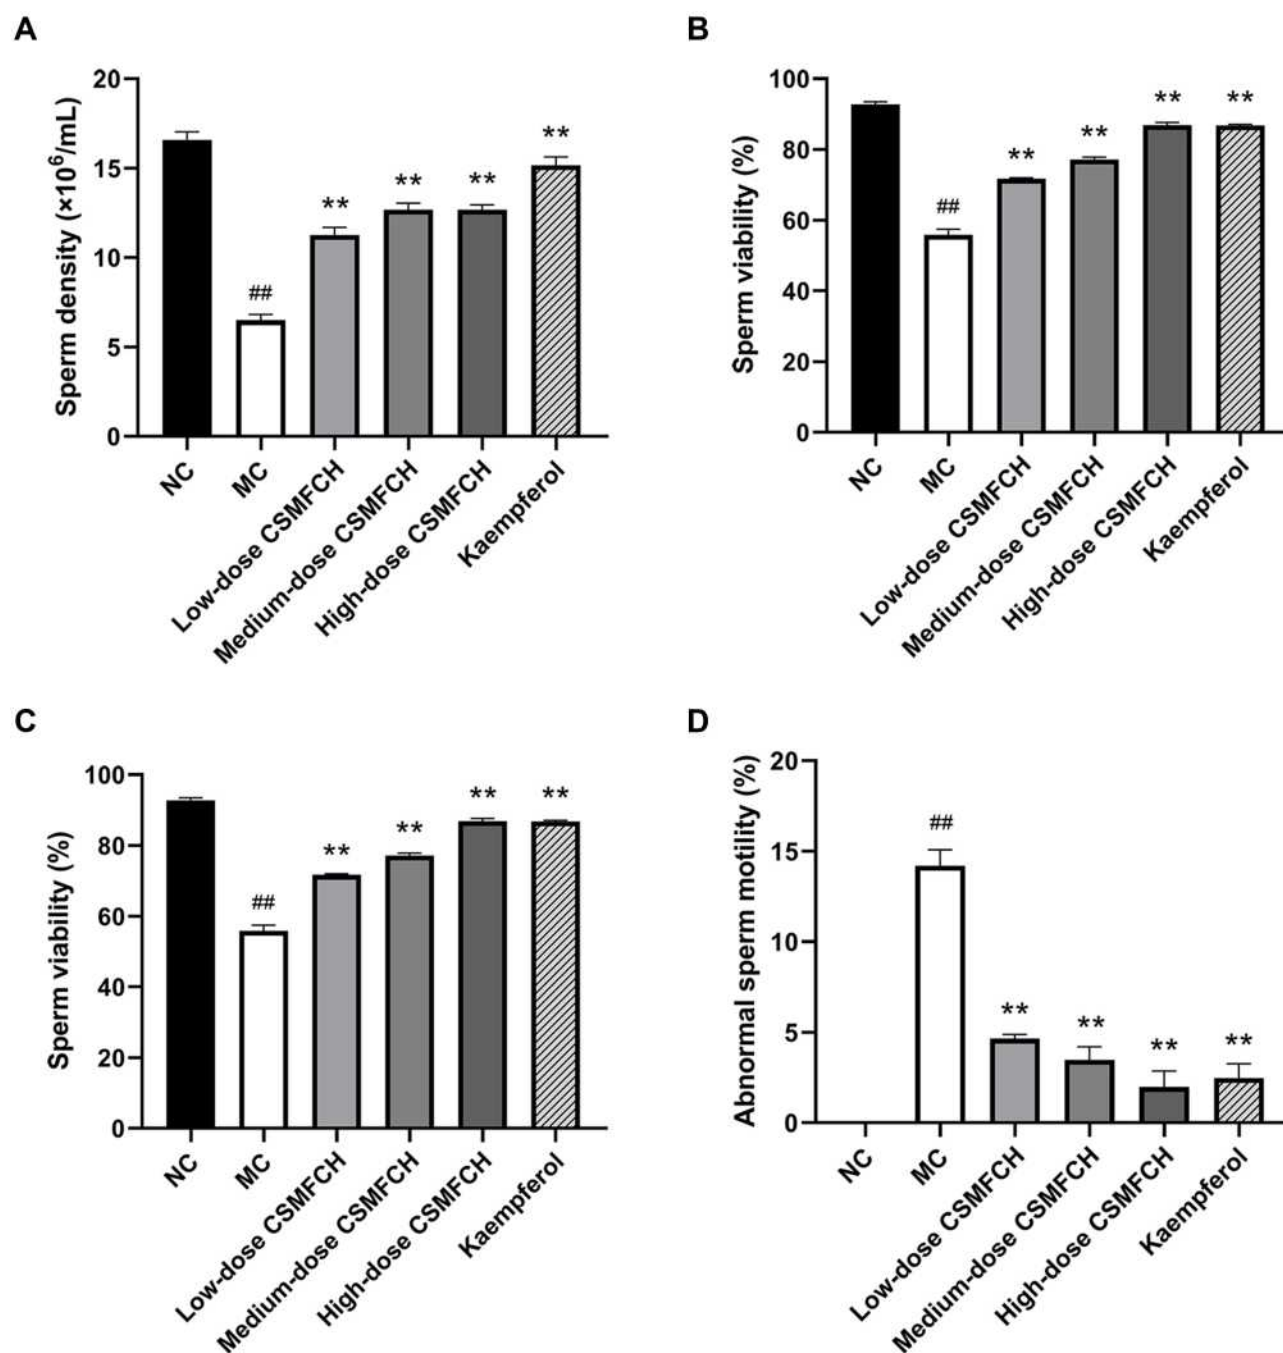 A
Sperm density (×10⁶/mL)
20
15
10
5
0
##
**
**
**
**
NC
MC
Low-dose CSMFCH
Medium-dose CSMFCH
High-dose CSMFCH
Kaempferol
B
Sperm viability (%)
100
80
60
40
20
0
##
**
**
**
**
NC
MC
Low-dose CSMFCH
Medium-dose CSMFCH
High-dose CSMFCH
Kaempferol
C
Sperm viability (%)
100
80
60
40
20
0
##
**
**
**
**
NC
MC
Low-dose CSMFCH
Medium-dose CSMFCH
High-dose CSMFCH
Kaempferol
D
Abnormal sperm motility (%)
20
15
10
5
0
##
**
**
**
**
NC
MC
Low-dose CSMFCH
Medium-dose CSMFCH
High-dose CSMFCH
Kaempferol